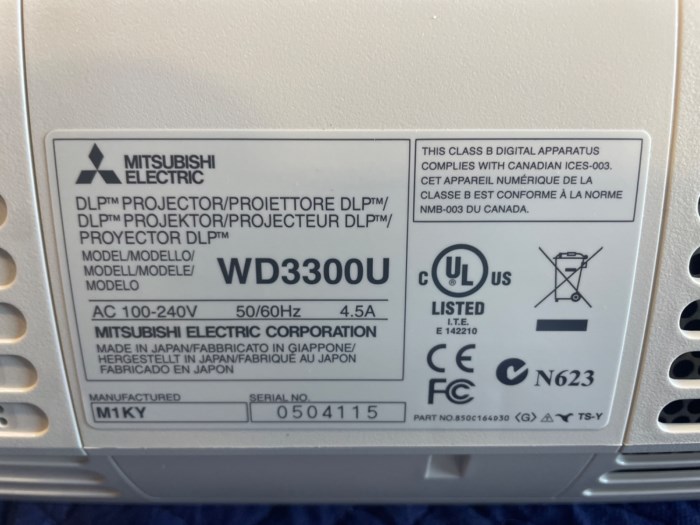 MITSUBISHI
ELECTRIC
DLP™ PROJECTOR/PROIETTORE DLP™/
DLP™ PROJEKTOR/PROJECTEUR DLP™/
PROYECTOR DLP™
MODEL/MODELLO/
MODELL/MODELE/
MODELO
WD3300U
AC 100-240V 50/60Hz 4.5A
MITSUBISHI ELECTRIC CORPORATION
MADE IN JAPAN/FABBRICATO IN GIAPPONE/
HERGESTELLT IN JAPAN/FABRIQUÉ AU JAPON
FABRICADO EN JAPON
MANUFACTURED
M1KY
SERIAL NO.
0504115
THIS CLASS B DIGITAL APPARATUS
COMPLIES WITH CANADIAN ICES-003.
CET APPAREIL NUMÉRIQUE DE LA
CLASSE B EST CONFORME À LA NORME
NMB-003 DU CANADA.
C UL US
LISTED
I.T.E.
E 142210
CE
FC
N623
PART NO.850C164030 <G> TS-Y